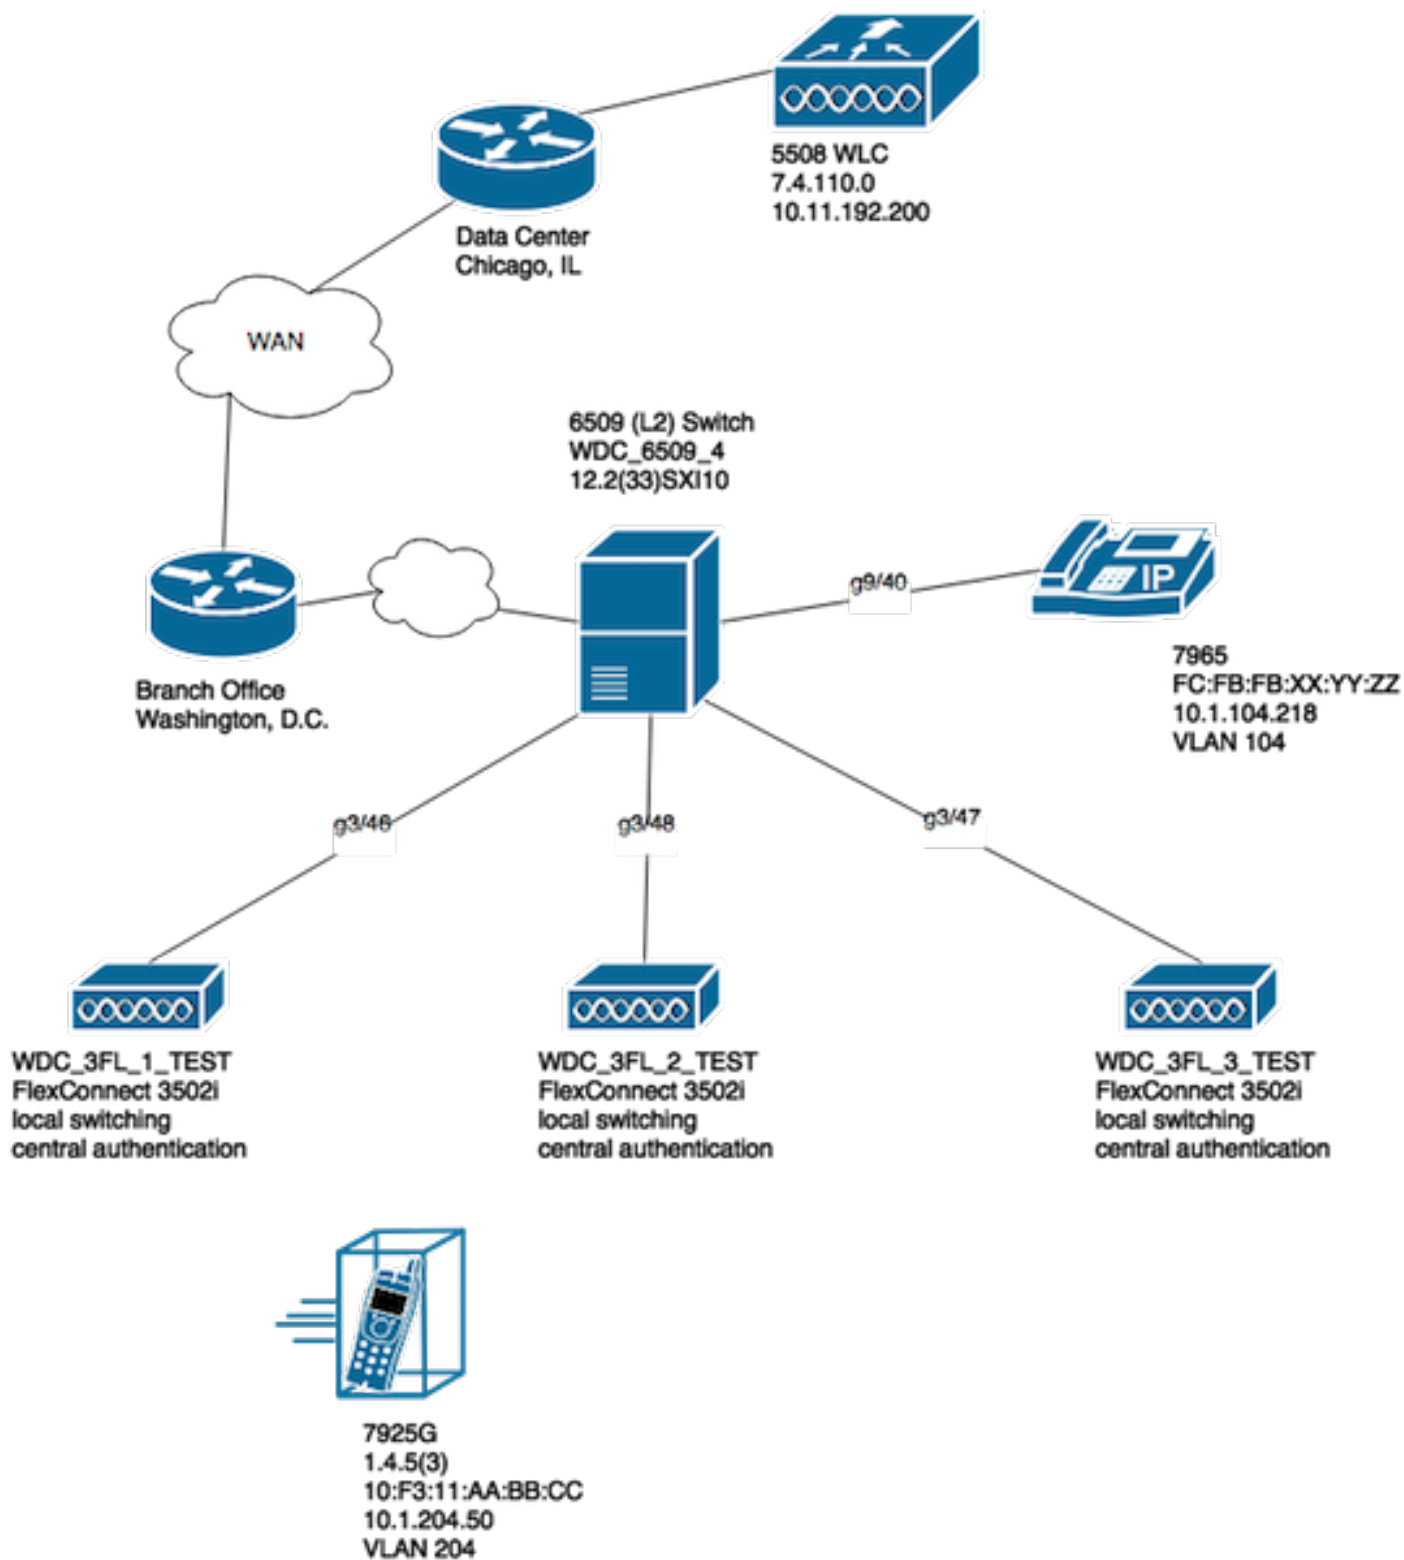 5508 WLC
7.4.110.0
10.11.192.200
Data Center
Chicago, IL
WAN
6509 (L2) Switch
WDC_6509_4
12.2(33)SXI10
g9/40
IP
7965
FC:FB:FB:XX:YY:ZZ
10.1.104.218
VLAN 104
Branch Office
Washington, D.C.
g3/46
g3/48
g3/47
WDC_3FL_1_TEST
FlexConnect 3502i
local switching
central authentication
WDC_3FL_2_TEST
FlexConnect 3502i
local switching
central authentication
WDC_3FL_3_TEST
FlexConnect 3502i
local switching
central authentication
7925G
1.4.5(3)
10:F3:11:AA:BB:CC
10.1.204.50
VLAN 204